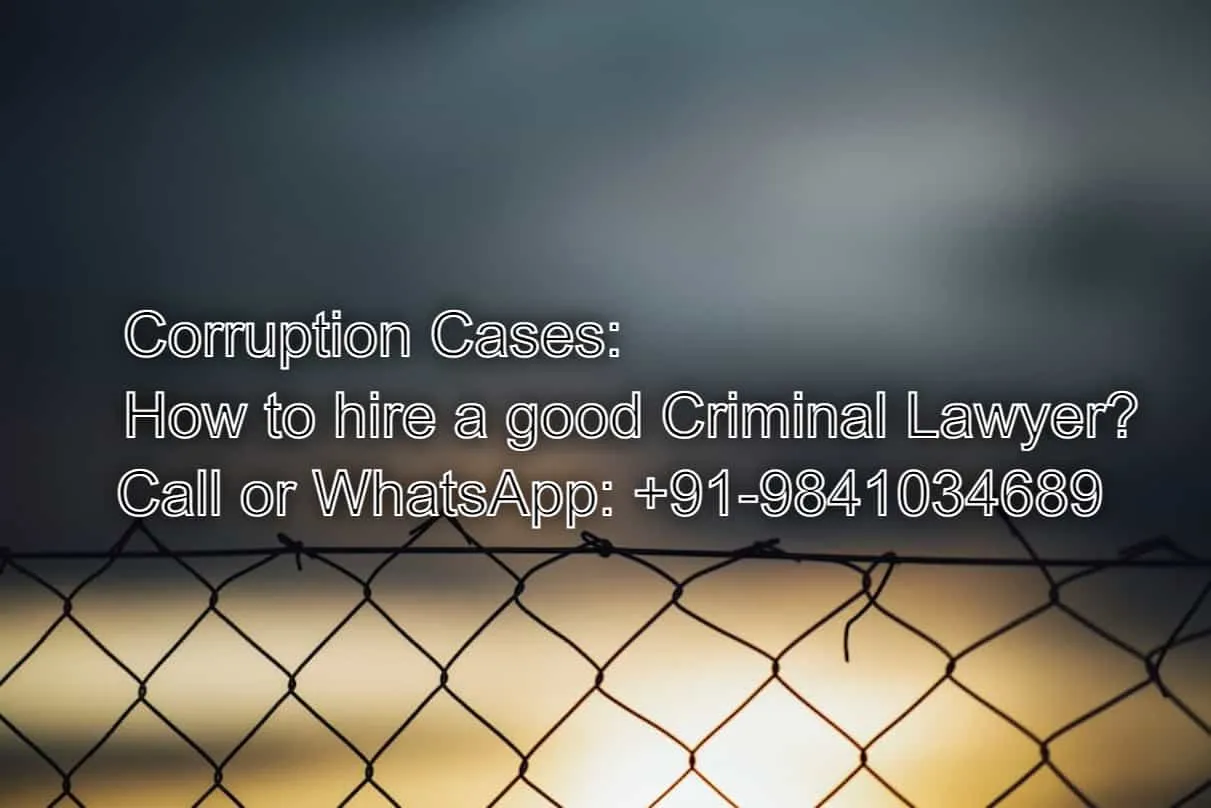 Corruption Cases:
How to hire a good Criminal Lawyer?
Call or WhatsApp: +91-9841034689